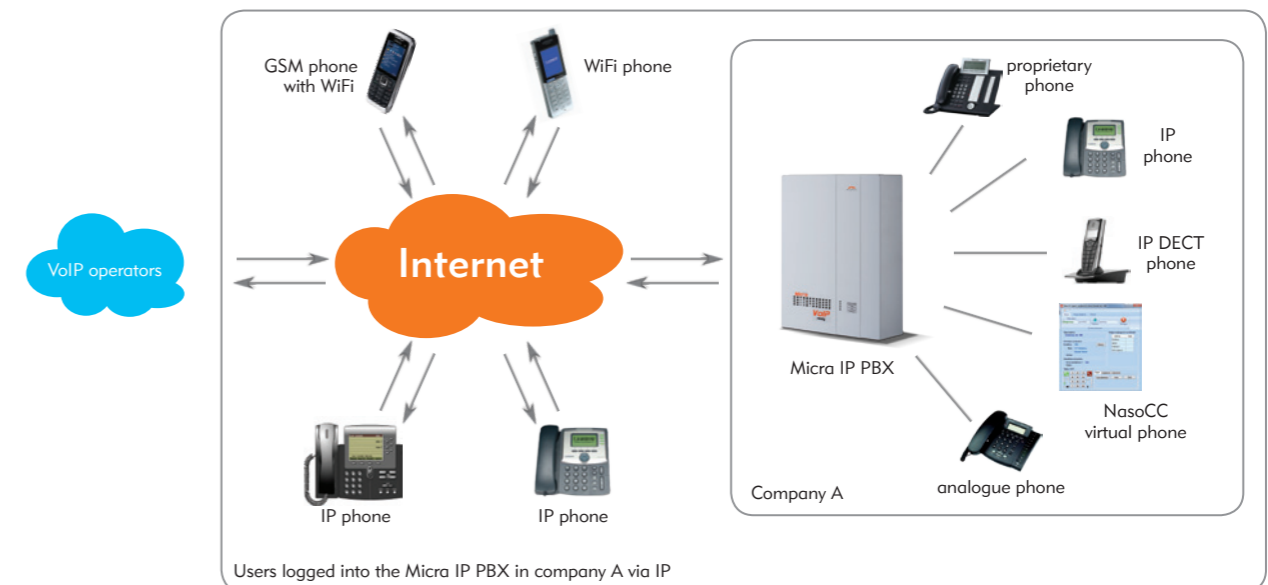 GSM phone
with WiFi
WiFi phone
proprietary
phone
IP
phone
VoIP operators
Internet
IP DECT
phone
VoIP
Micra IP PBX
NasoCC
virtual phone
IP phone
IP phone
analogue phone
Company A
Users logged into the Micra IP PBX in company A via IP